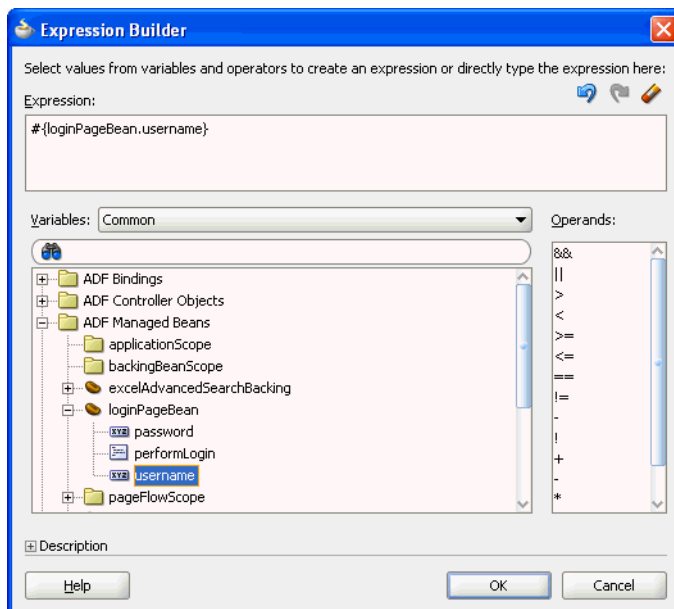 Expression Builder
Select values from variables and operators to create an expression or directly type the expression here:
Expression:
#{loginPageBean.username}
Variables: Common
Operands:
ADF Bindings
ADF Controller Objects
ADF Managed Beans
applicationScope
backingBeanScope
excelAdvancedSearchBacking
loginPageBean
xyz password
performLogin
xyz username
pageFlowScope
&&
||
>
<
>=
<=
==
!=
-
!
+
-
*
Description
Help
OK
Cancel